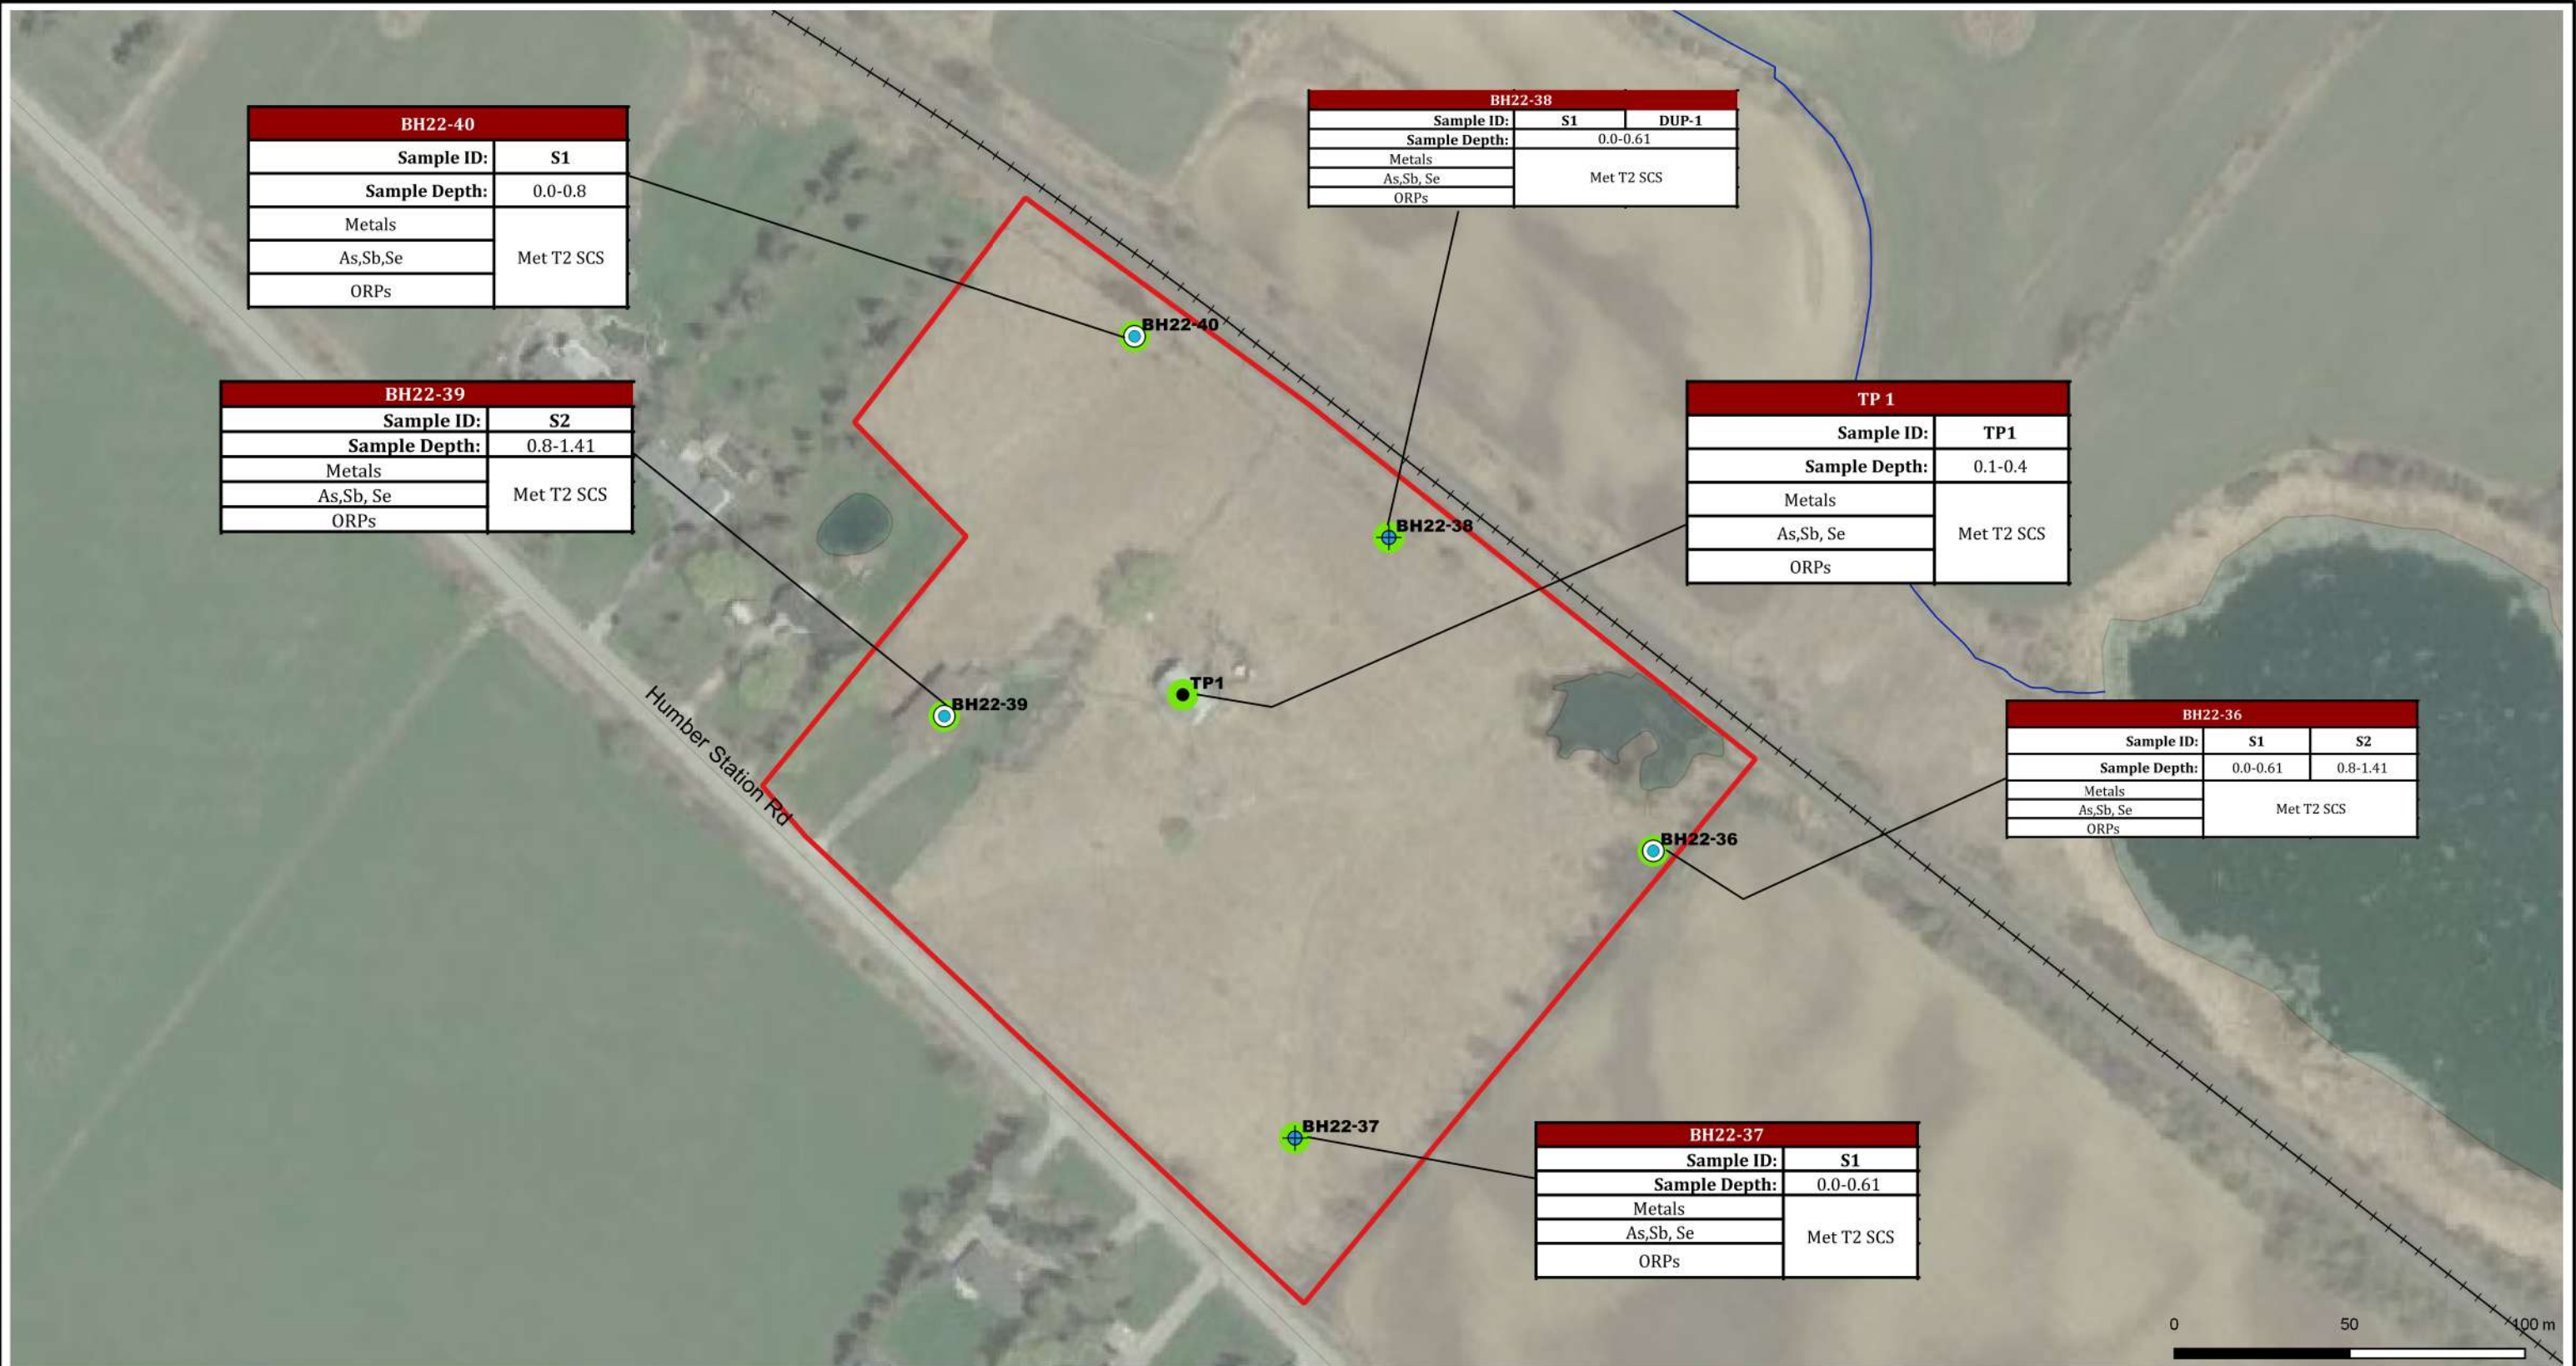 BH22-40
Sample ID: S1
Sample Depth: 0.0-0.8
Metals
As,Sb,Se
ORPs
Met T2 SCS
BH22-38
Sample ID: S1 DUP-1
Sample Depth: 0.0-0.61
Metals
As,Sb, Se
ORPs
Met T2 SCS
BH22-39
Sample ID: S2
Sample Depth: 0.8-1.41
Metals
As,Sb, Se
ORPs
Met T2 SCS
TP 1
Sample ID: TP1
Sample Depth: 0.1-0.4
Metals
As,Sb, Se
ORPs
Met T2 SCS
BH22-40
BH22-38
TP1
BH22-39
Humber Station Rd
BH22-36
BH22-36
Sample ID: S1 S2
Sample Depth: 0.0-0.61 0.8-1.41
Metals
As,Sb, Se
ORPs
Met T2 SCS
BH22-37
BH22-37
Sample ID: S1
Sample Depth: 0.0-0.61
Metals
As,Sb, Se
ORPs
Met T2 SCS
0 50 100 m